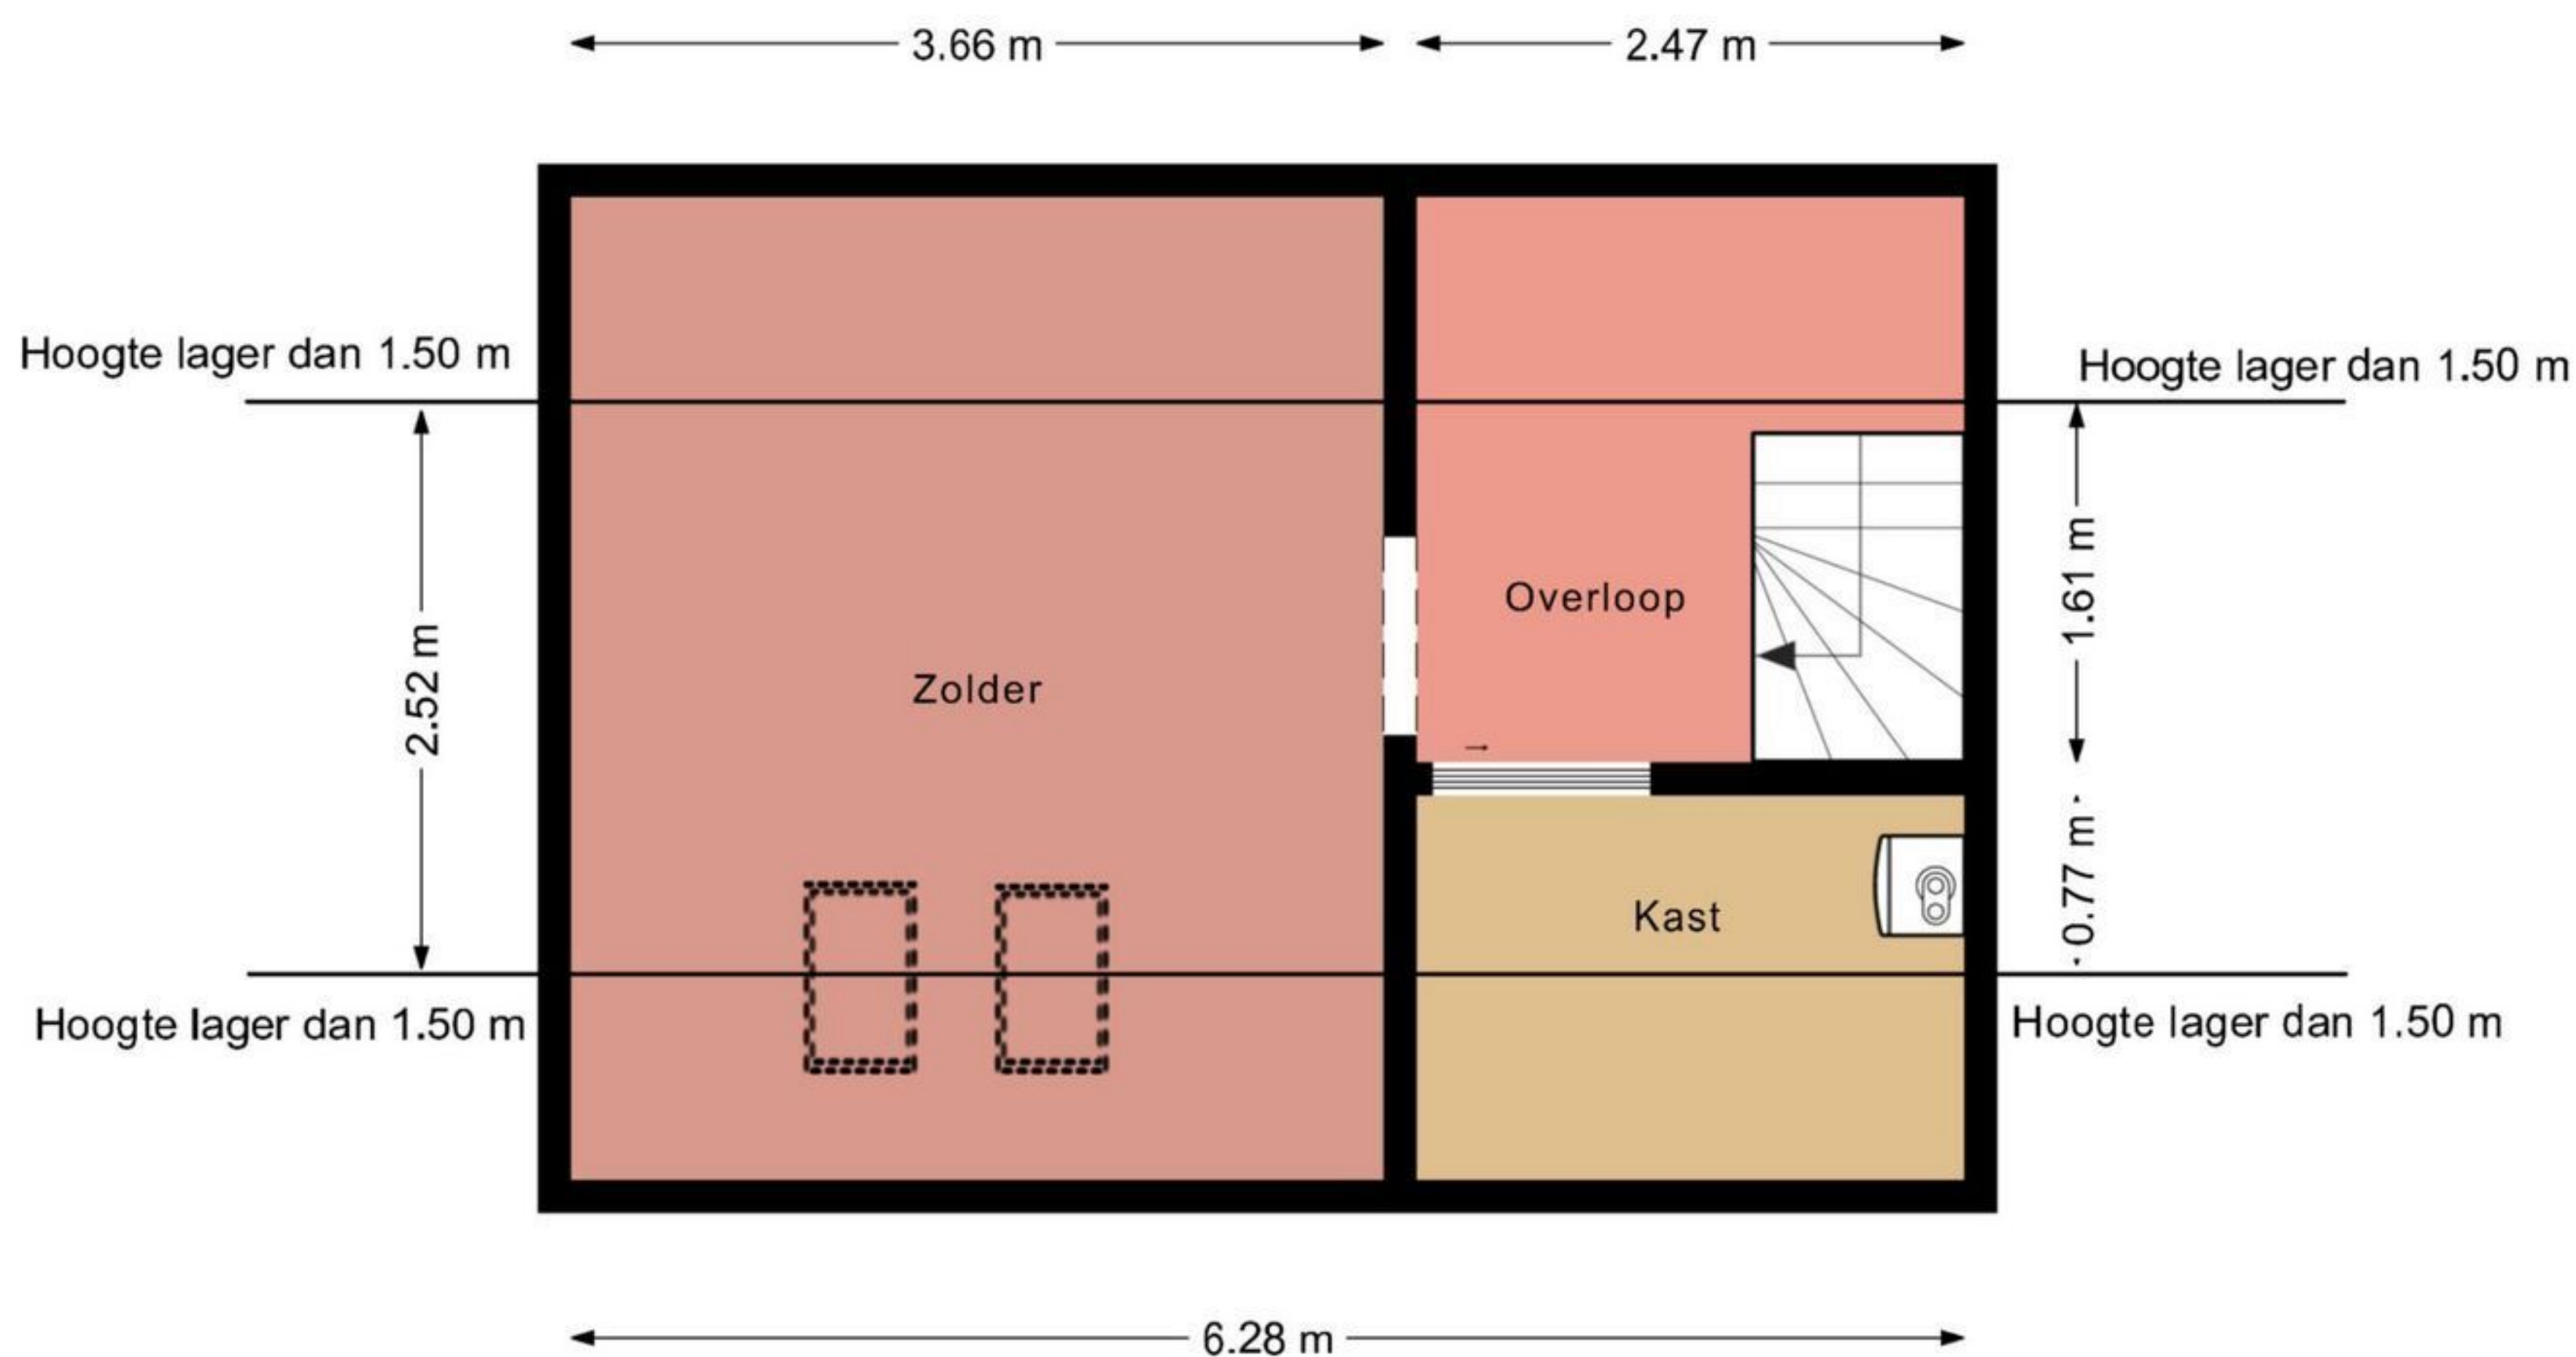 3.66 m
2.47 m
Hoogte lager dan 1.50 m
Hoogte lager dan 1.50 m
2.52 m
1.61 m
Overloop
Zolder
0.77 m
Kast
Hoogte lager dan 1.50 m
Hoogte lager dan 1.50 m
6.28 m